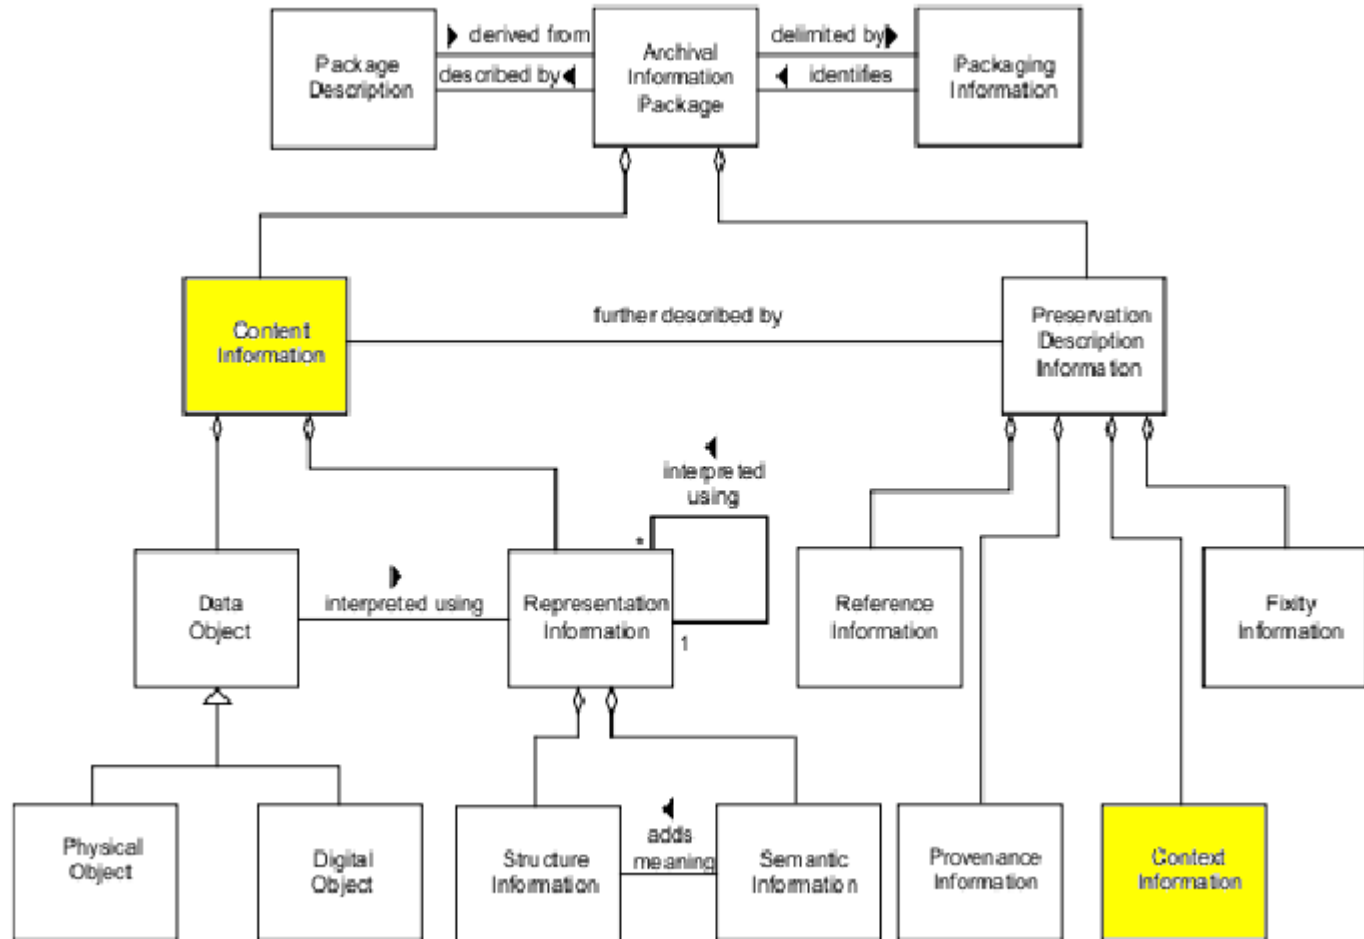 Package
Description
derived from
described by
Archival
Information
Package
delimited by
identifies
Packaging
Information
Content
Information
further described by
Preservation
Description
Information
interpreted
using
*
1
Data
Object
interpreted using
Representation
Information
Reference
Information
Fixity
Information
Physical
Object
Digital
Object
Structure
Information
adds
meaning
Semantic
Information
Provenance
Information
Context
Information